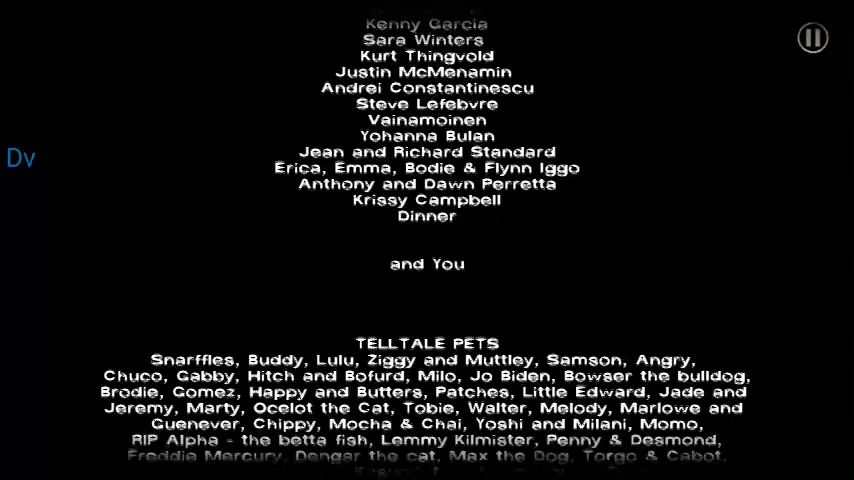 Kenny Garcia
Sara Winters
Kurt Thingvold
Justin McMenamin
Andrei Constantinescu
Steve Lefebvre
Vainamoinen
Yohanna Bulan
Dv
Jean and Richard Standard
Erica, Emma, Bodie & Flynn Iggo
Anthony and Dawn Perretta
Krissy Campbell
Dinner
and You
TELLTALE PETS
Snarffles, Buddy, Lulu, Ziggy and Muttley, Samson, Angry,
Chuco, Gabby, Hitch and Bofurd, Milo, Jo Biden, Bowser the bulldog,
Brodie, Gomez, Happy and Butters, Patches, Little Edward, Jade and
Jeremy, Marty, Ocelot the Cat, Tobie, Walter, Melody, Marlowe and
Guenever, Chippy, Mocha & Chai, Yoshi and Milani, Momo,
RIP Alpha - the betta fish, Lemmy Kilmister, Penny & Desmond,
Freddie Mercury, Dengar the cat, Max the Dog, Torgo & Cabot,